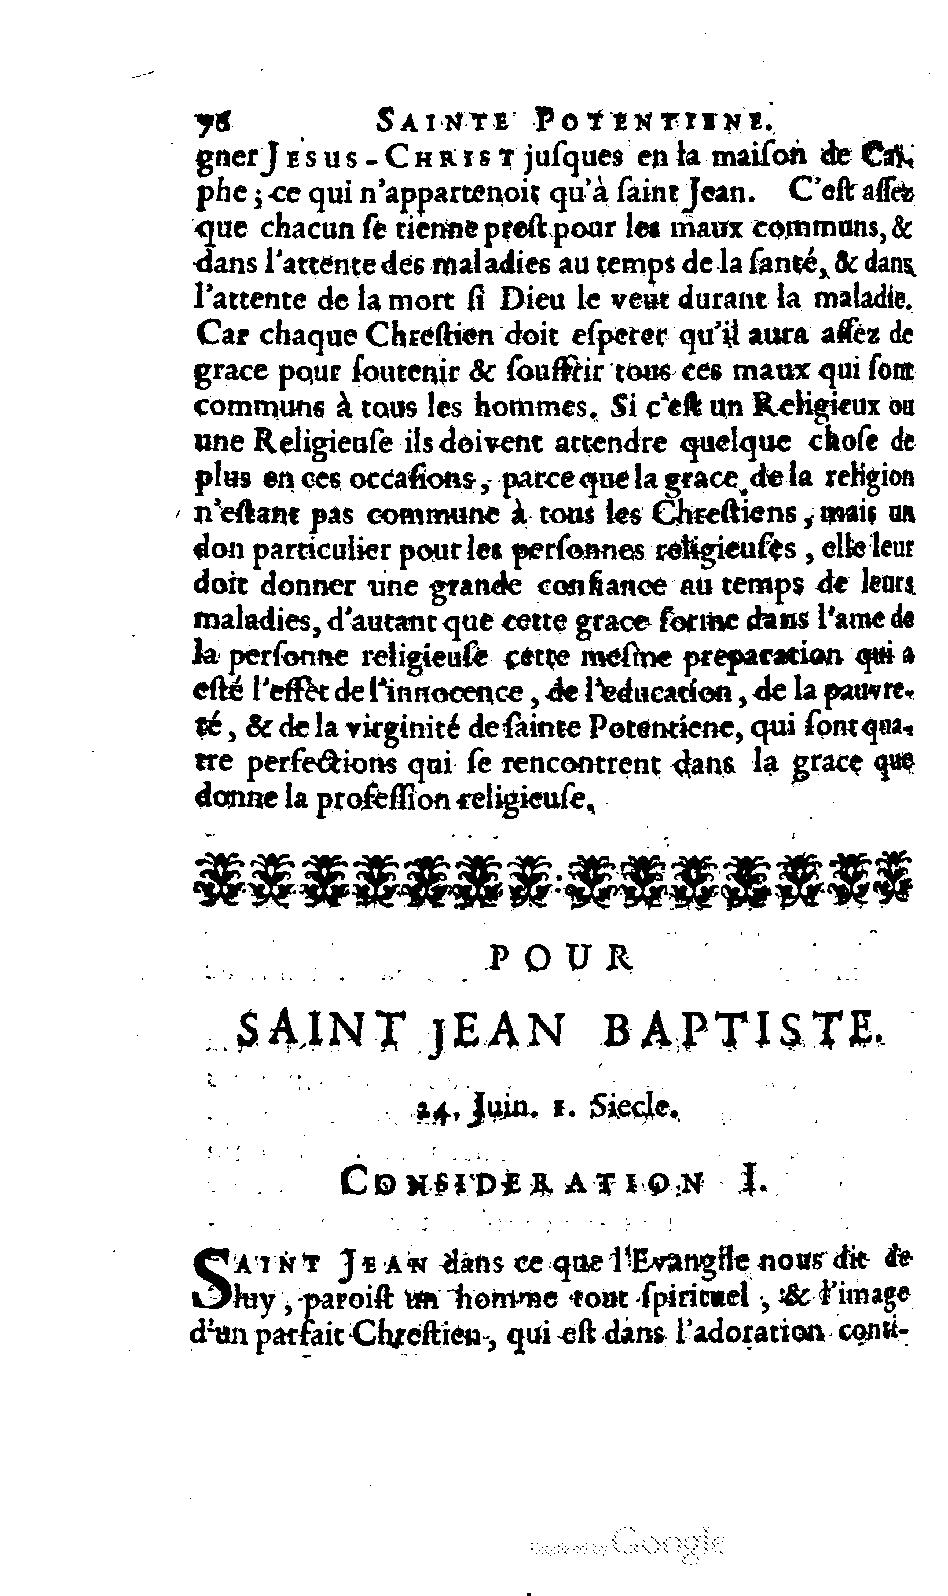 76 SAINTE POTENTIENE.
gner JESUS-CHRIST juſques en la maiſon de Caï-
phe ; ce qui n'appartenoit qu'à ſaint Jean. C'eſt aſſez
que chacun ſe tienne preſt pour les maux communs, &
dans l'attente des maladies au temps de la ſanté, & dans
l'attente de la mort ſi Dieu le veut durant la maladie.
Car chaque Chreſtien doit eſperer qu'il aura aſſez de
grace pour ſoutenir & ſouffrir tous ces maux qui ſont
communs à tous les hommes. Si c'eſt un Religieux ou
une Religieuſe ils doivent attendre quelque choſe de
plus en ces occaſions, parce que la grace de la religion
n'eſtant pas commune à tous les Chreſtiens, mais un
don particulier pour les perſonnes religieuſes, elle leur
doit donner une grande confiance au temps de leurs
maladies, d'autant que cette grace forme dans l'ame de
la perſonne religieuſe cette meſme preparation qui a
eſté l'effet de l'innocence, de l'education, de la pauvre-
té, & de la virginité de ſainte Potentiene, qui ſont qua-
tre perfections qui ſe rencontrent dans la grace que
donne la profeſſion religieuſe.
POUR
SAINT JEAN BAPTISTE.
24. Juin. 1. Siecle.
CONSIDERATION I.
SAINT JEAN dans ce que l'Evangile nous dit de
luy, paroiſt un homme tout ſpirituel, & l'image
d'un parfait Chreſtien, qui eſt dans l'adoration conti-
Google